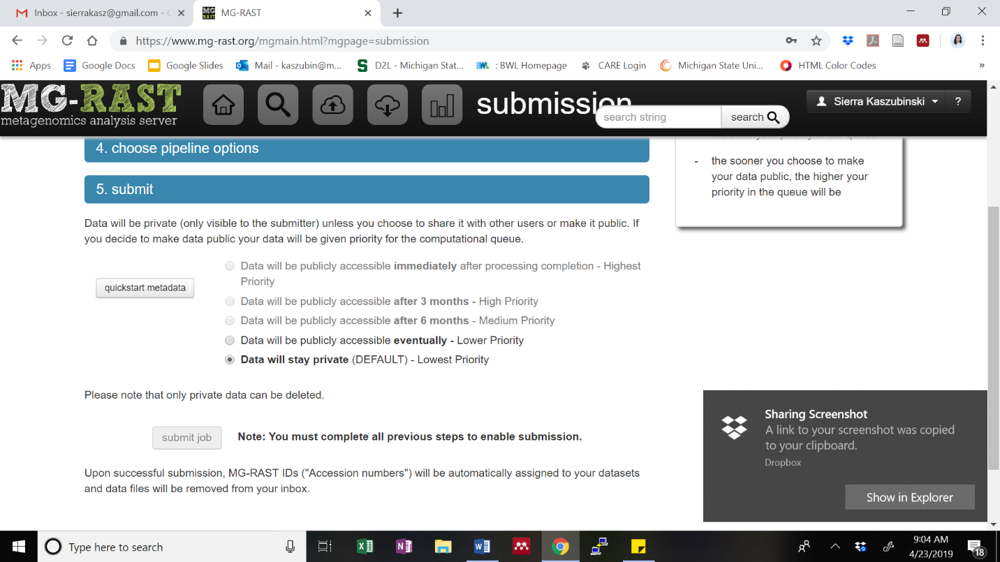 Inbox - sierrakasz@gmail.com -
MG-RAST
https://www.mg-rast.org/mgmain.html?mgpage=submission
Apps
Google Docs
Google Slides
Mail - kaszubin@m...
D2L - Michigan Stat...
: BWL Homepage
CARE Login
Michigan State Uni...
HTML Color Codes
»
MG-RAST
metagenomics analysis server
submission
search string
search
Sierra Kaszubinski
?
4. choose pipeline options
5. submit
Data will be private (only visible to the submitter) unless you choose to share it with other users or make it public. If
you decide to make data public your data will be given priority for the computational queue.
quickstart metadata
Data will be publicly accessible immediately after processing completion - Highest
Priority
Data will be publicly accessible after 3 months - High Priority
Data will be publicly accessible after 6 months - Medium Priority
Data will be publicly accessible eventually - Lower Priority
Data will stay private (DEFAULT) - Lowest Priority
Please note that only private data can be deleted.
submit job
Note: You must complete all previous steps to enable submission.
Upon successful submission, MG-RAST IDs ("Accession numbers") will be automatically assigned to your datasets
and data files will be removed from your inbox.
- the sooner you choose to make
your data public, the higher your
priority in the queue will be
Sharing Screenshot
A link to your screenshot was copied
to your clipboard.
Dropbox
Show in Explorer
Type here to search
9:04 AM
4/23/2019
18